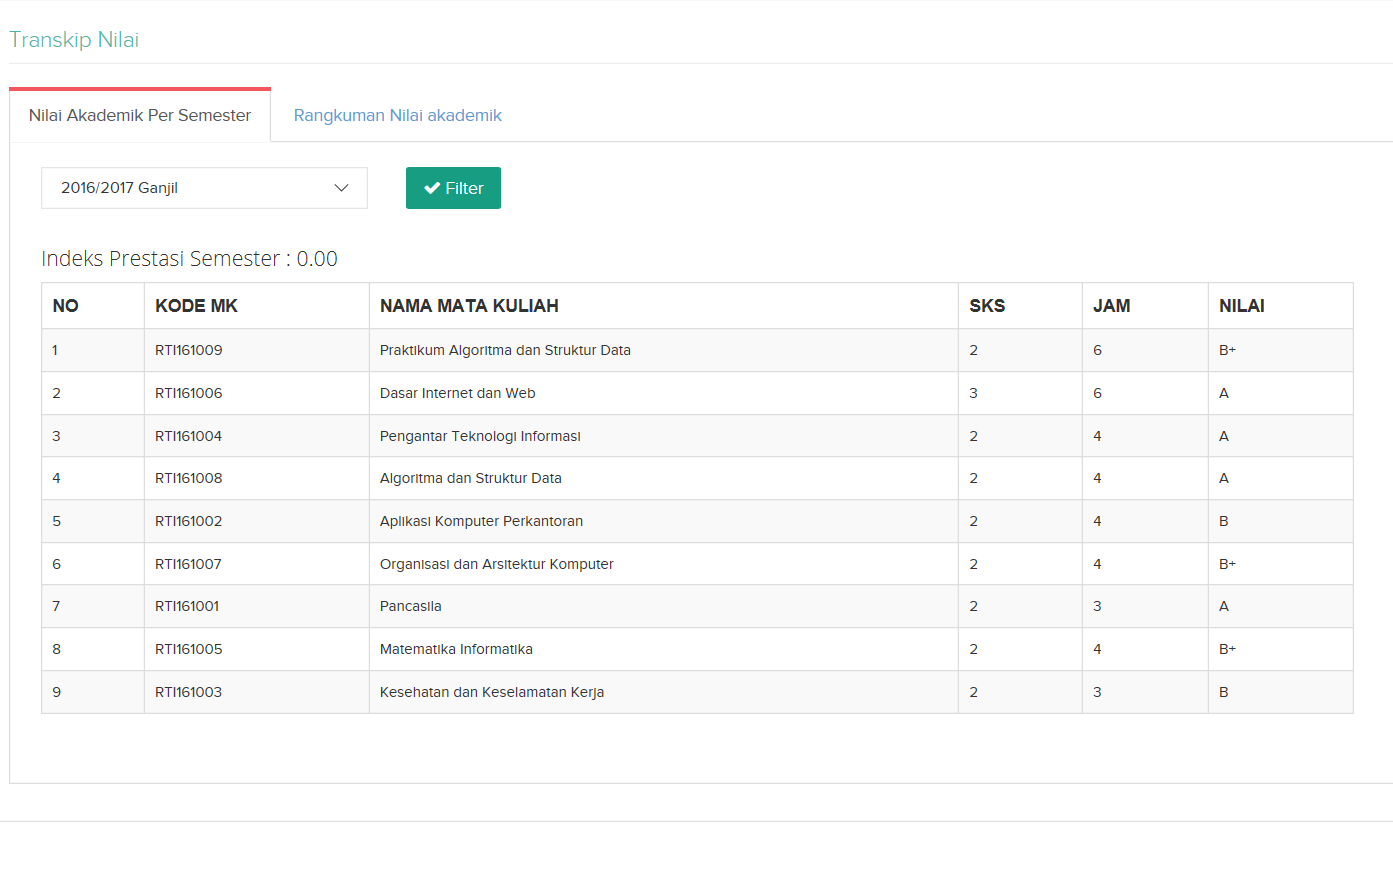 Transkip Nilai
Nilai Akademik Per Semester Rangkuman Nilai akademik
2016/2017 Ganjil Filter
Indeks Prestasi Semester : 0.00
NO KODE MK NAMA MATA KULIAH SKS JAM NILAI
1 RTI161009 Praktikum Algoritma dan Struktur Data 2 6 B+
2 RTI161006 Dasar Internet dan Web 3 6 A
3 RTI161004 Pengantar Teknologi Informasi 2 4 A
4 RTI161008 Algoritma dan Struktur Data 2 4 A
5 RTI161002 Aplikasi Komputer Perkantoran 2 4 B
6 RTI161007 Organisasi dan Arsitektur Komputer 2 4 B+
7 RTI161001 Pancasila 2 3 A
8 RTI161005 Matematika Informatika 2 4 B+
9 RTI161003 Kesehatan dan Keselamatan Kerja 2 3 B